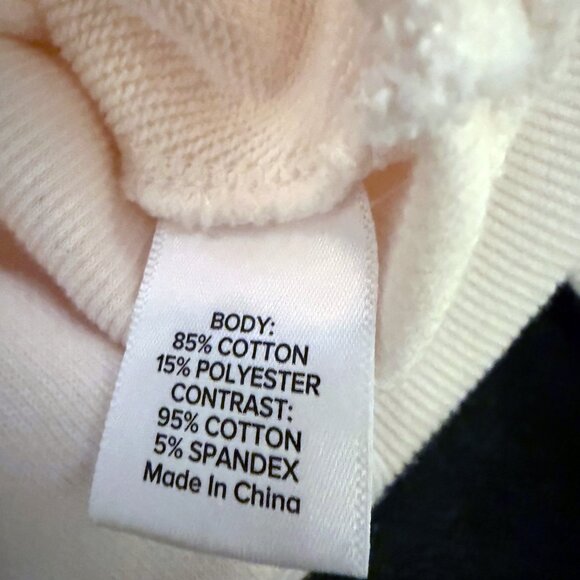 BODY:
85% COTTON
15% POLYESTER
CONTRAST:
95% COTTON
5% SPANDEX
Made In China